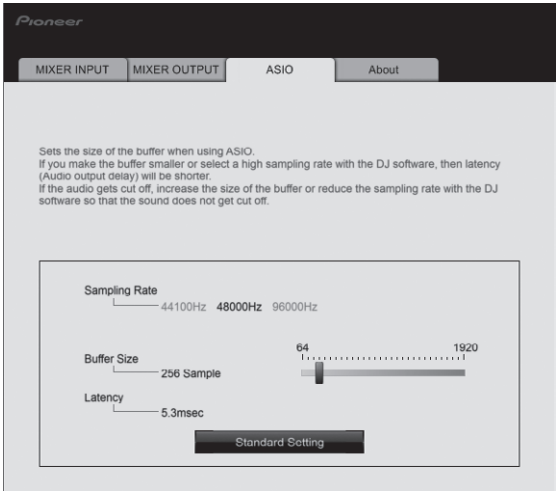 Pioneer
MIXER INPUT MIXER OUTPUT ASIO About
Sets the size of the buffer when using ASIO.
If you make the buffer smaller or select a high sampling rate with the DJ software, then latency
(Audio output delay) will be shorter.
If the audio gets cut off, increase the size of the buffer or reduce the sampling rate with the DJ
software so that the sound does not get cut off.
Sampling Rate
44100Hz 48000Hz 96000Hz
64 1920
Buffer Size
256 Sample
Latency
5.3msec
Standard Setting